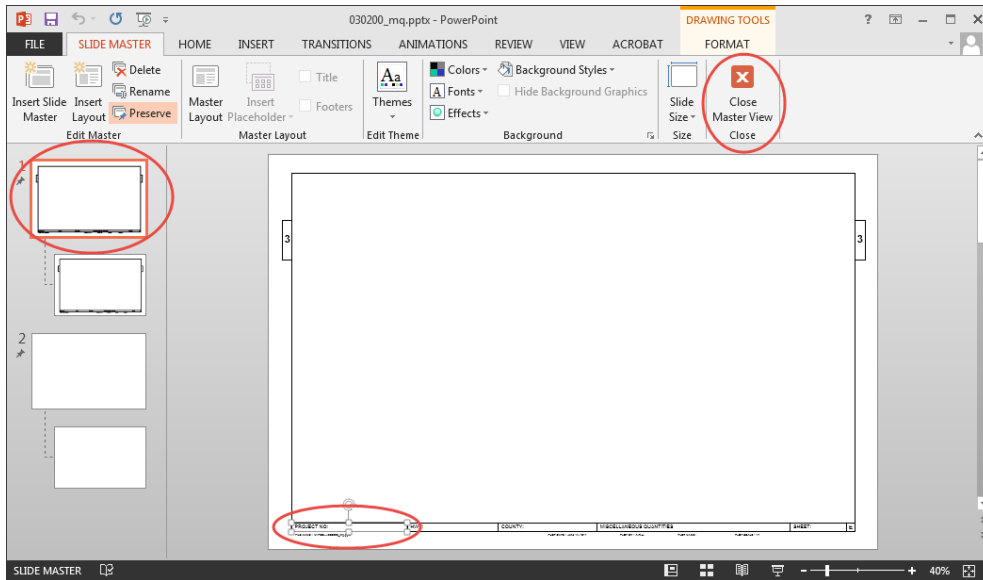 030200_mq.pptx - PowerPoint
DRAWING TOOLS
?
FILE SLIDE MASTER HOME INSERT TRANSITIONS ANIMATIONS REVIEW VIEW ACROBAT FORMAT
Insert Slide Master
Insert Layout
Delete
Rename
Preserve
Edit Master
Master Layout
Insert Placeholder
Title
Footers
Master Layout
Aa
Themes
Edit Theme
Colors
Fonts
Effects
Background Styles
Hide Background Graphics
Background
Slide Size
Size
Close Master View
Close
1
2
3
3
PROJECT NO: HWY COUNTY: MISCELLANEOUS QUANTITIES SHEET: E
SLIDE MASTER
40%